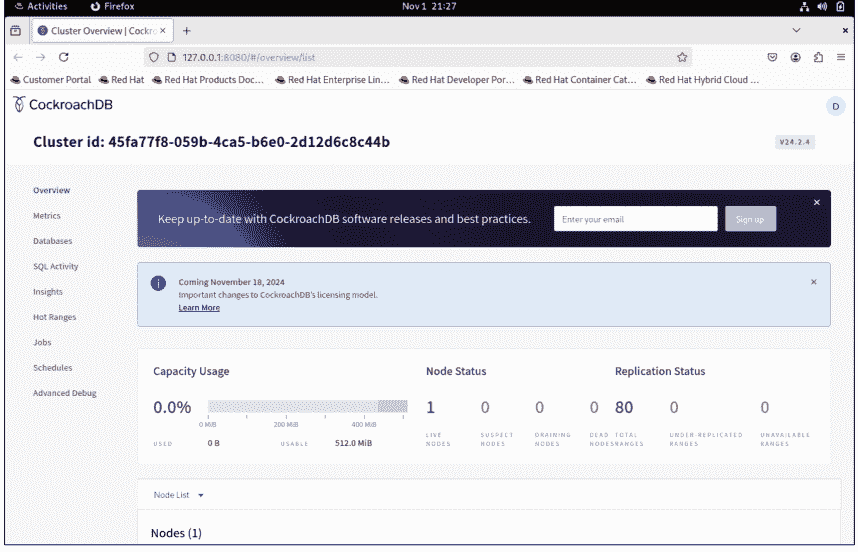 Activities Firefox Nov 1 21:27
Cluster Overview | Cockro × +
127.0.0.1:8080/#/overview/list
Customer Portal Red Hat Red Hat Products Doc... Red Hat Enterprise Lin... Red Hat Developer Por... Red Hat Container Cat... Red Hat Hybrid Cloud ...
CockroachDB D
Cluster id: 45fa77f8-059b-4ca5-b6e0-2d12d6c8c44b V24.2.4
Overview
Metrics
Databases
SQL Activity
Insights
Hot Ranges
Jobs
Schedules
Advanced Debug
Keep up-to-date with CockroachDB software releases and best practices. Enter your email Sign up
Coming November 18, 2024
Important changes to CockroachDB's licensing model.
Learn More
Capacity Usage
0.0%
0 MiB 200 MiB 400 MiB
USED 0 B USABLE 512.0 MiB
Node Status
1 0 0 0
LIVE NODES SUSPECT NODES DRAINING NODES DEAD NODES
Replication Status
80 0 0
TOTAL RANGES UNDER-REPLICATED RANGES UNAVAILABLE RANGES
Node List
Nodes (1)